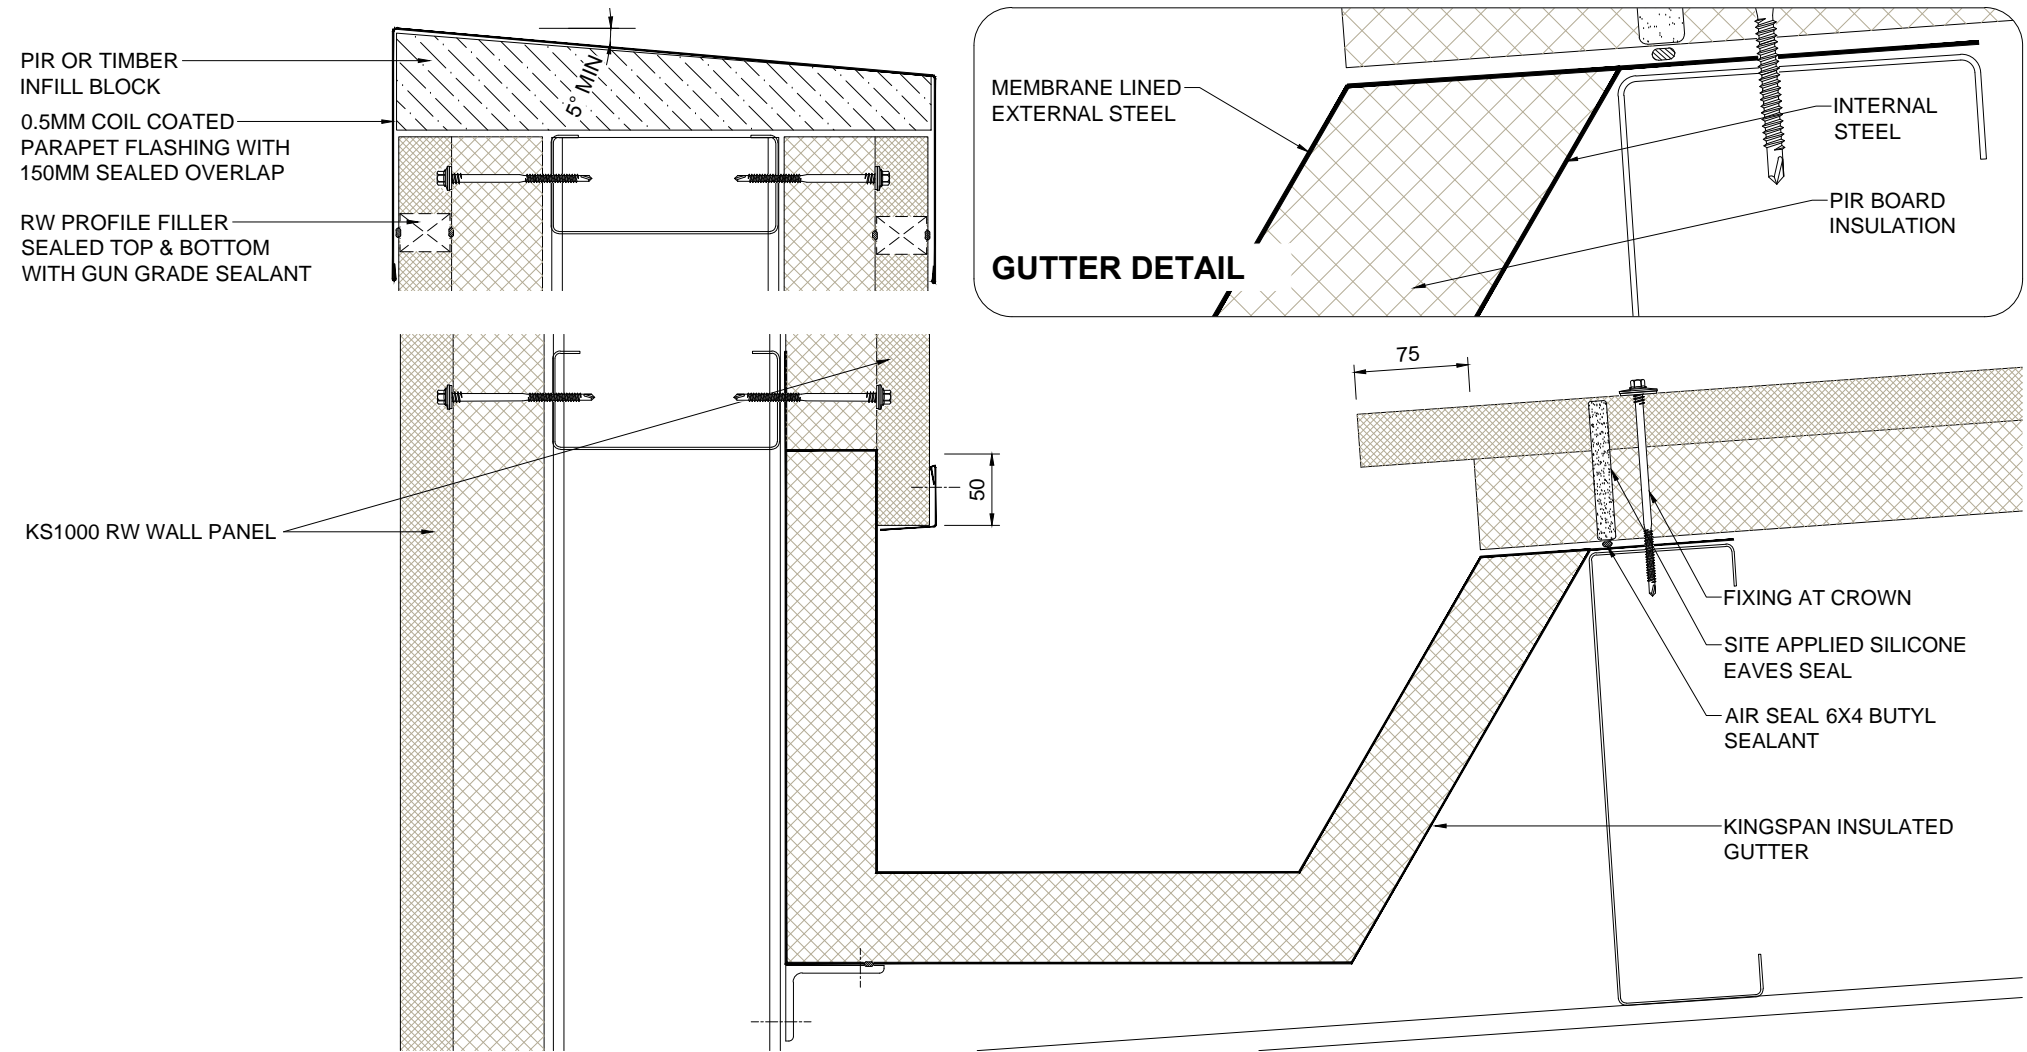 PIR OR TIMBER
INFILL BLOCK
0.5MM COIL COATED
PARAPET FLASHING WITH
150MM SEALED OVERLAP
RW PROFILE FILLER
SEALED TOP & BOTTOM
WITH GUN GRADE SEALANT
5° MIN
KS1000 RW WALL PANEL
50
MEMBRANE LINED
EXTERNAL STEEL
INTERNAL
STEEL
PIR BOARD
INSULATION
GUTTER DETAIL
75
FIXING AT CROWN
SITE APPLIED SILICONE
EAVES SEAL
AIR SEAL 6X4 BUTYL
SEALANT
KINGSPAN INSULATED
GUTTER